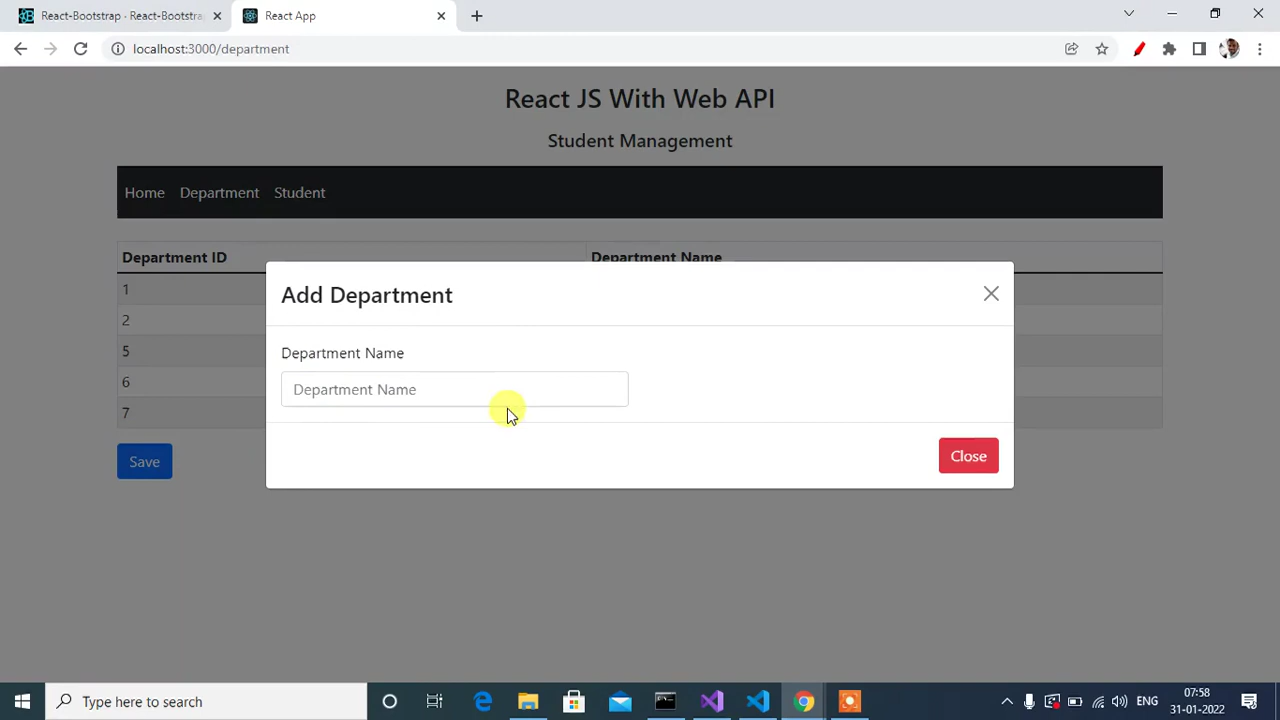 React-Bootstrap · React-Bootstrap
React App
localhost:3000/department
React JS With Web API
Student Management
Home Department Student
Department ID Department Name
1
2
5
6
7
Add Department
Department Name
Department Name
Close
Save
Type here to search
ENG
07:58
31-01-2022